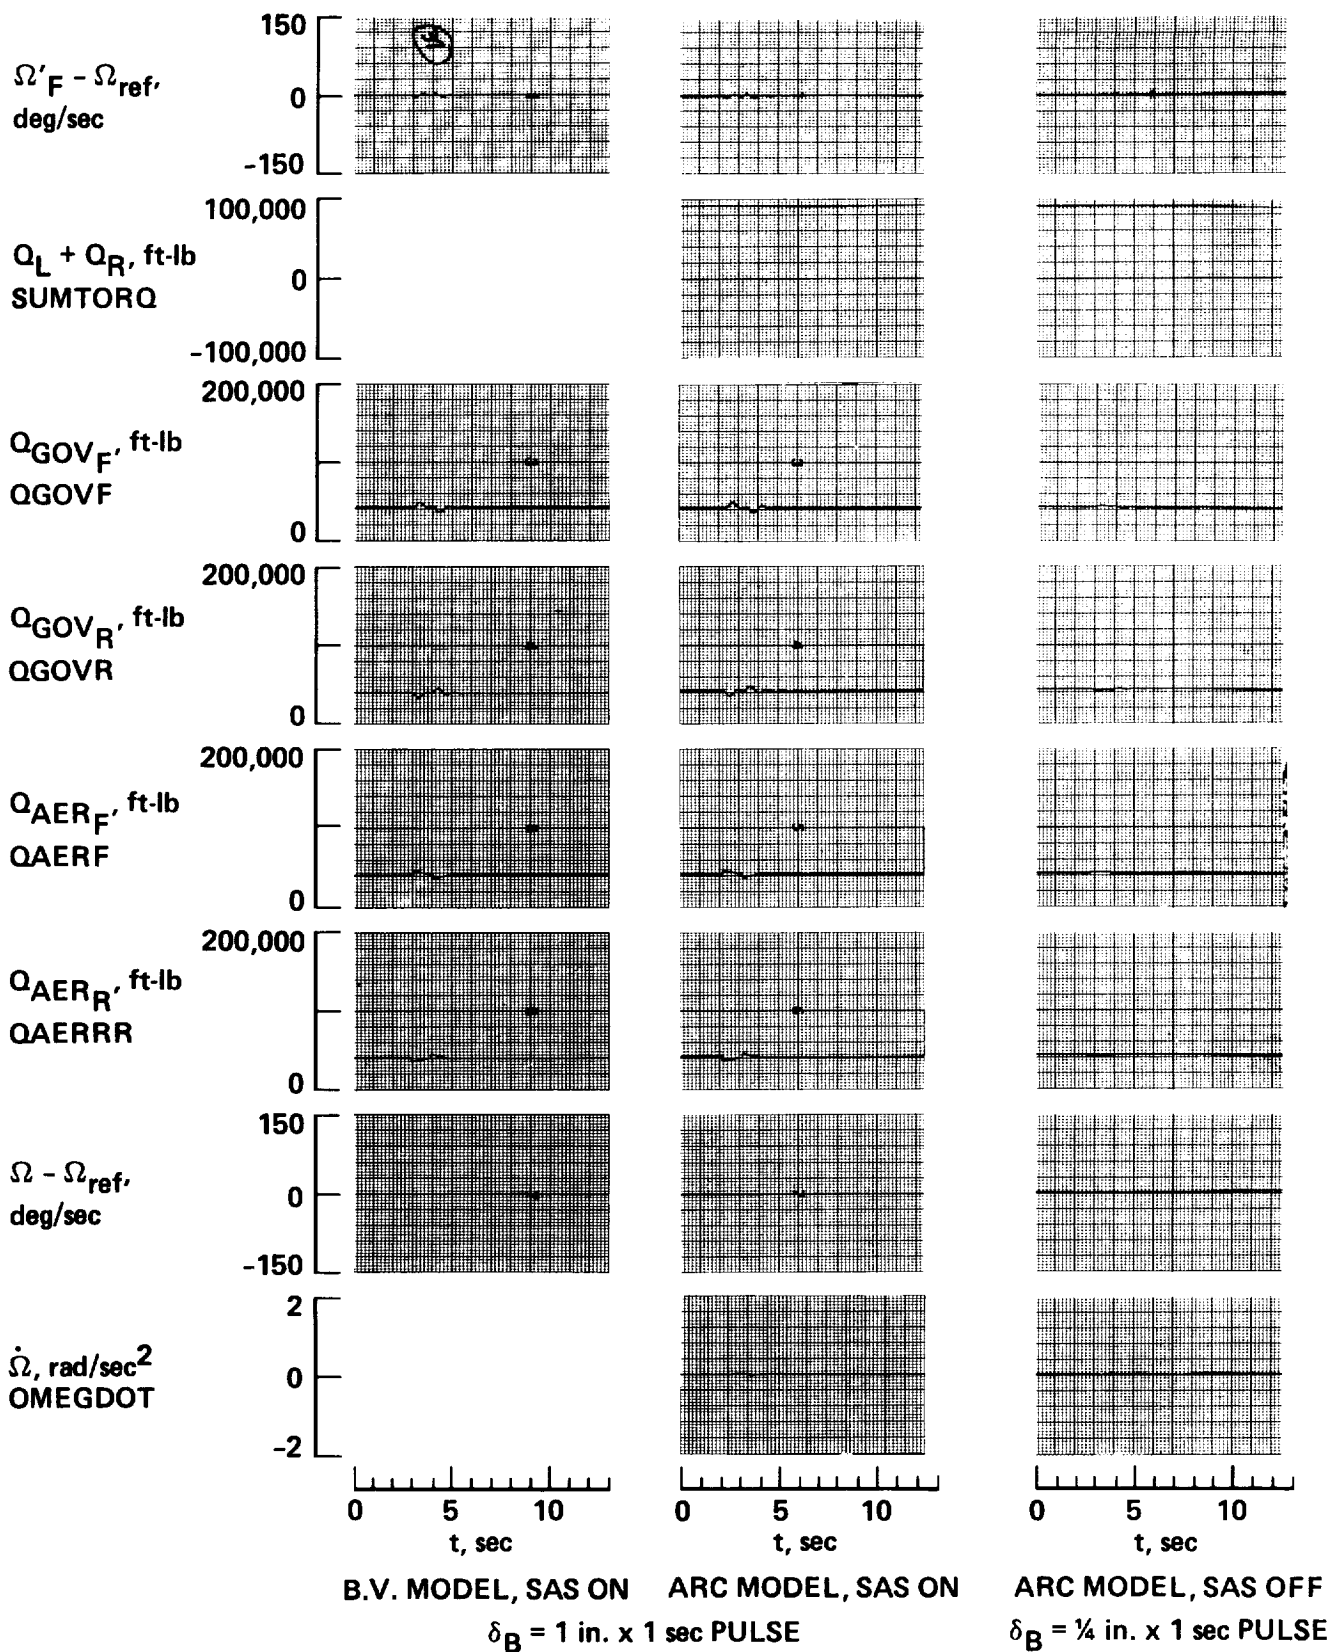 150
Ω'F - Ωref,
0
deg/sec
-150
100,000
QL + QR, ft-lb
0
SUMTORQ
-100,000
200,000
QGOVF, ft-lb
QGOVF
0
200,000
QGOVR, ft-lb
QGOVR
0
200,000
QAERF, ft-lb
QAERF
0
200,000
QAERR, ft-lb
QAERRR
0
150
Ω - Ωref,
0
deg/sec
-150
2
Ω̇, rad/sec2
0
OMEGDOT
-2
0 5 10 0 5 10 0 5 10
t, sec t, sec t, sec
B.V. MODEL, SAS ON ARC MODEL, SAS ON ARC MODEL, SAS OFF
δB = 1 in. x 1 sec PULSE δB = ¼ in. x 1 sec PULSE